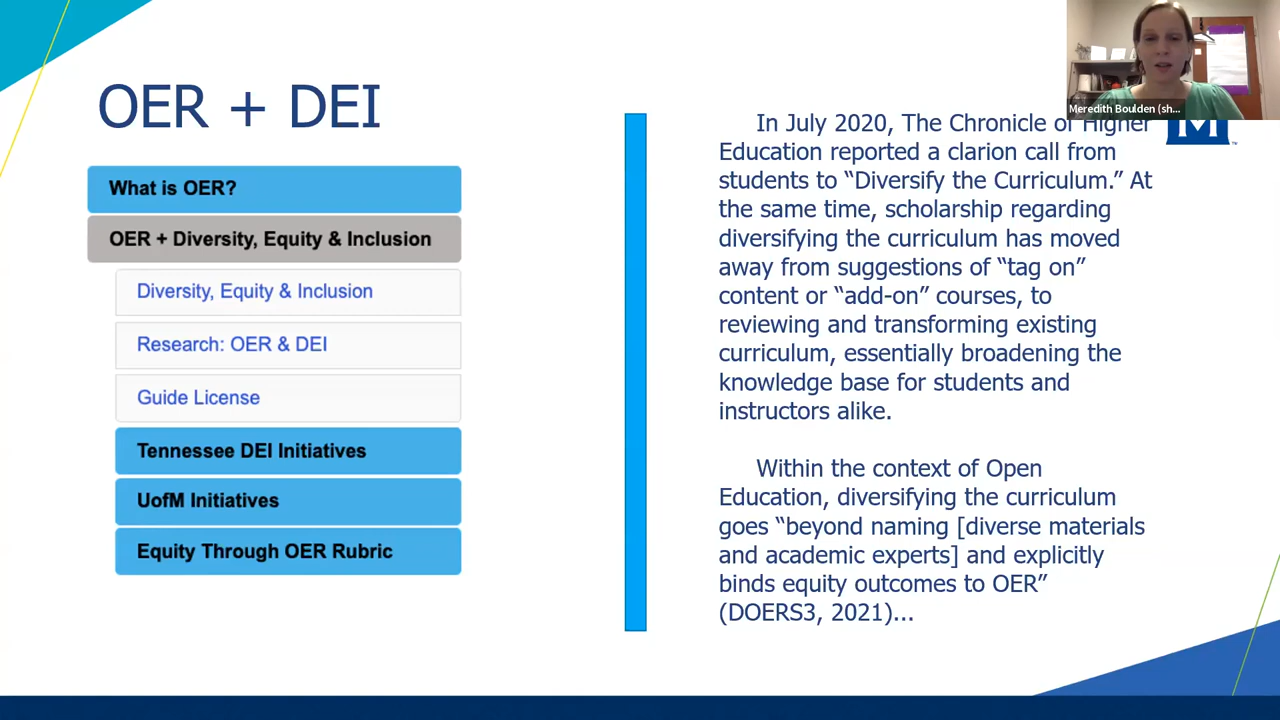 Meredith Boulden (sh...
OER + DEI
What is OER?
OER + Diversity, Equity & Inclusion
Diversity, Equity & Inclusion
Research: OER & DEI
Guide License
Tennessee DEI Initiatives
UofM Initiatives
Equity Through OER Rubric
In July 2020, The Chronicle of Higher
Education reported a clarion call from
students to “Diversify the Curriculum.” At
the same time, scholarship regarding
diversifying the curriculum has moved
away from suggestions of “tag on”
content or “add-on” courses, to
reviewing and transforming existing
curriculum, essentially broadening the
knowledge base for students and
instructors alike.
Within the context of Open
Education, diversifying the curriculum
goes “beyond naming [diverse materials
and academic experts] and explicitly
binds equity outcomes to OER”
(DOERS3, 2021)...
M
™